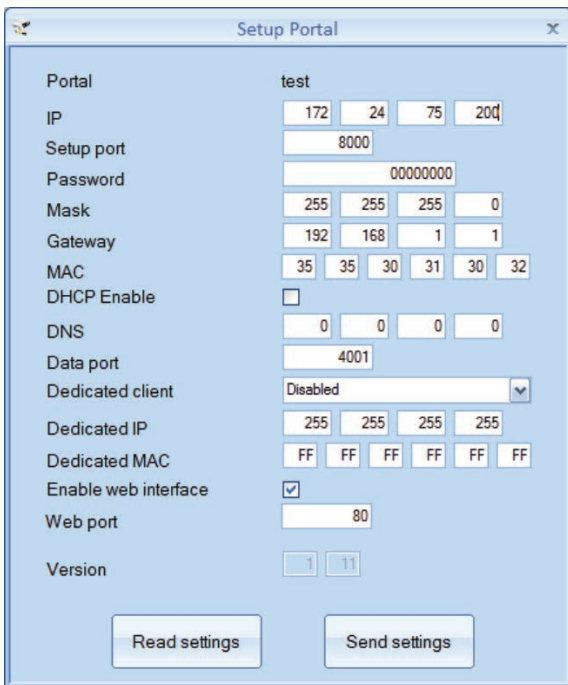 Setup Portal x
Portal test
IP 172 24 75 200
Setup port 8000
Password 00000000
Mask 255 255 255 0
Gateway 192 168 1 1
MAC 35 35 30 31 30 32
DHCP Enable
DNS 0 0 0 0
Data port 4001
Dedicated client Disabled
Dedicated IP 255 255 255 255
Dedicated MAC FF FF FF FF FF FF
Enable web interface
Web port 80
Version 1 11
Read settings Send settings